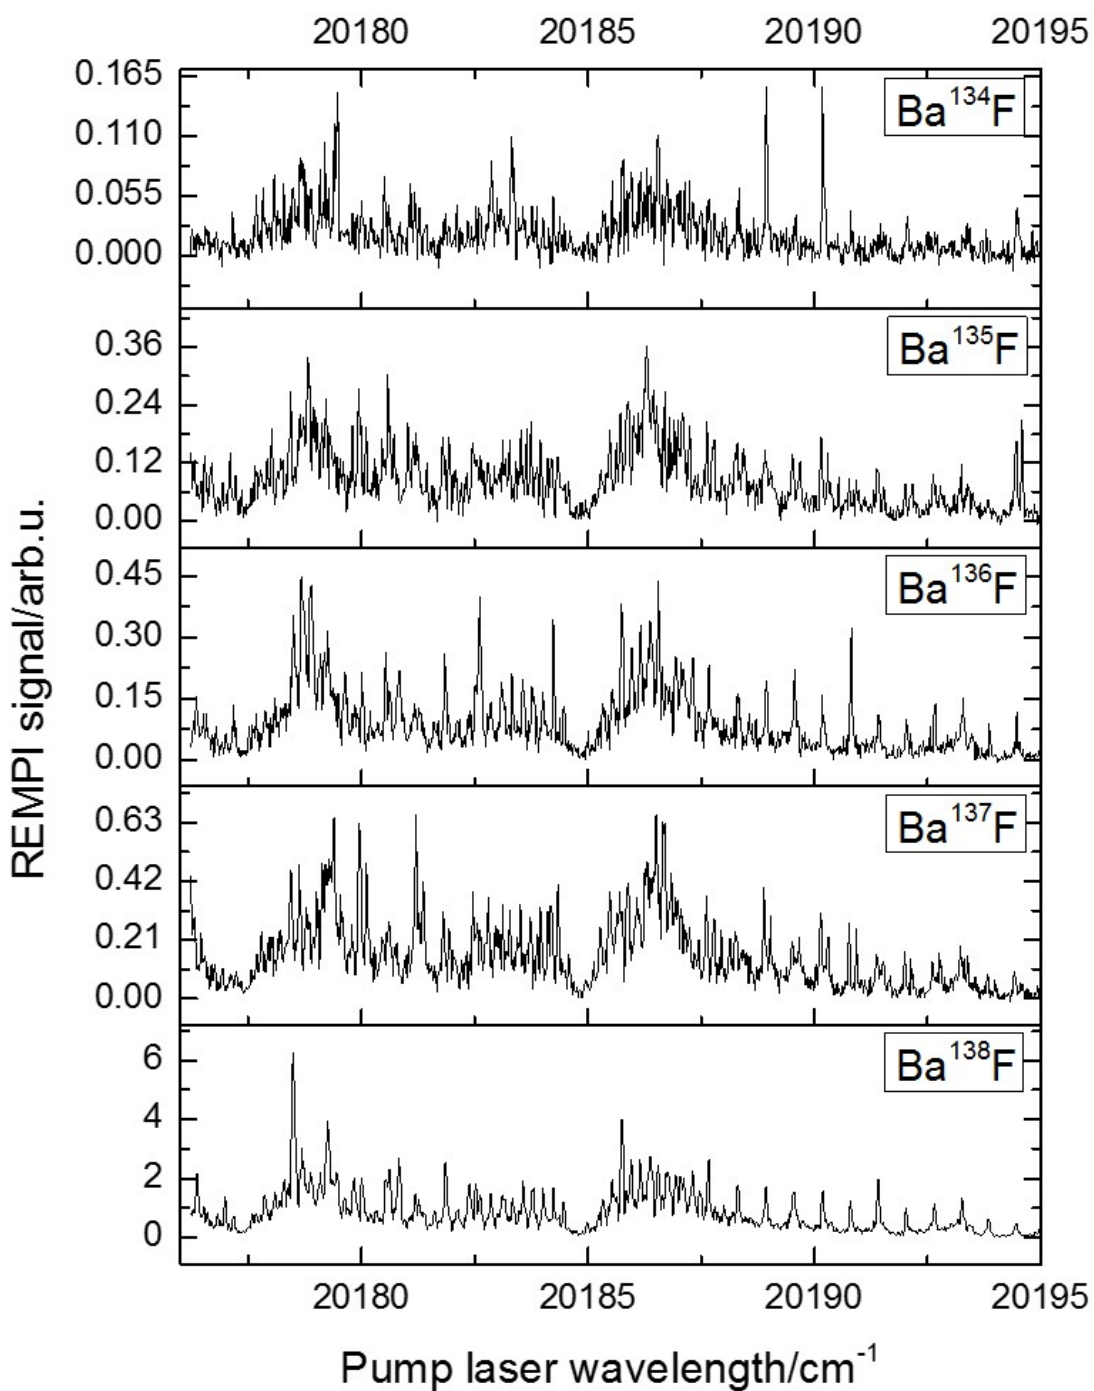 20180 20185 20190 20195
0.165
0.110
0.055
0.000
Ba¹³⁴F
0.36
0.24
0.12
0.00
Ba¹³⁵F
0.45
0.30
0.15
0.00
Ba¹³⁶F
0.63
0.42
0.21
0.00
Ba¹³⁷F
6
4
2
0
Ba¹³⁸F
REMPI signal/arb.u.
20180 20185 20190 20195
Pump laser wavelength/cm⁻¹